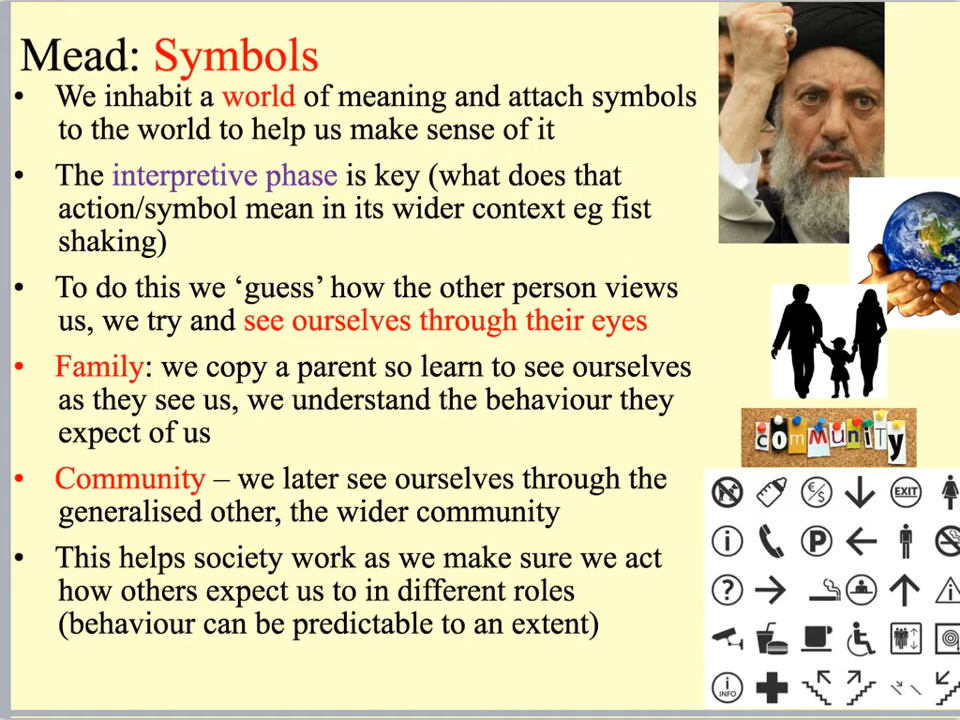 Mead: Symbols
• We inhabit a world of meaning and attach symbols
to the world to help us make sense of it
• The interpretive phase is key (what does that
action/symbol mean in its wider context eg fist
shaking)
• To do this we ‘guess’ how the other person views
us, we try and see ourselves through their eyes
• Family: we copy a parent so learn to see ourselves
as they see us, we understand the behaviour they
expect of us
• Community – we later see ourselves through the
generalised other, the wider community
• This helps society work as we make sure we act
how others expect us to in different roles
(behaviour can be predictable to an extent)
comMuniTy
€/$
EXIT
i
P
?
i
i
INFO